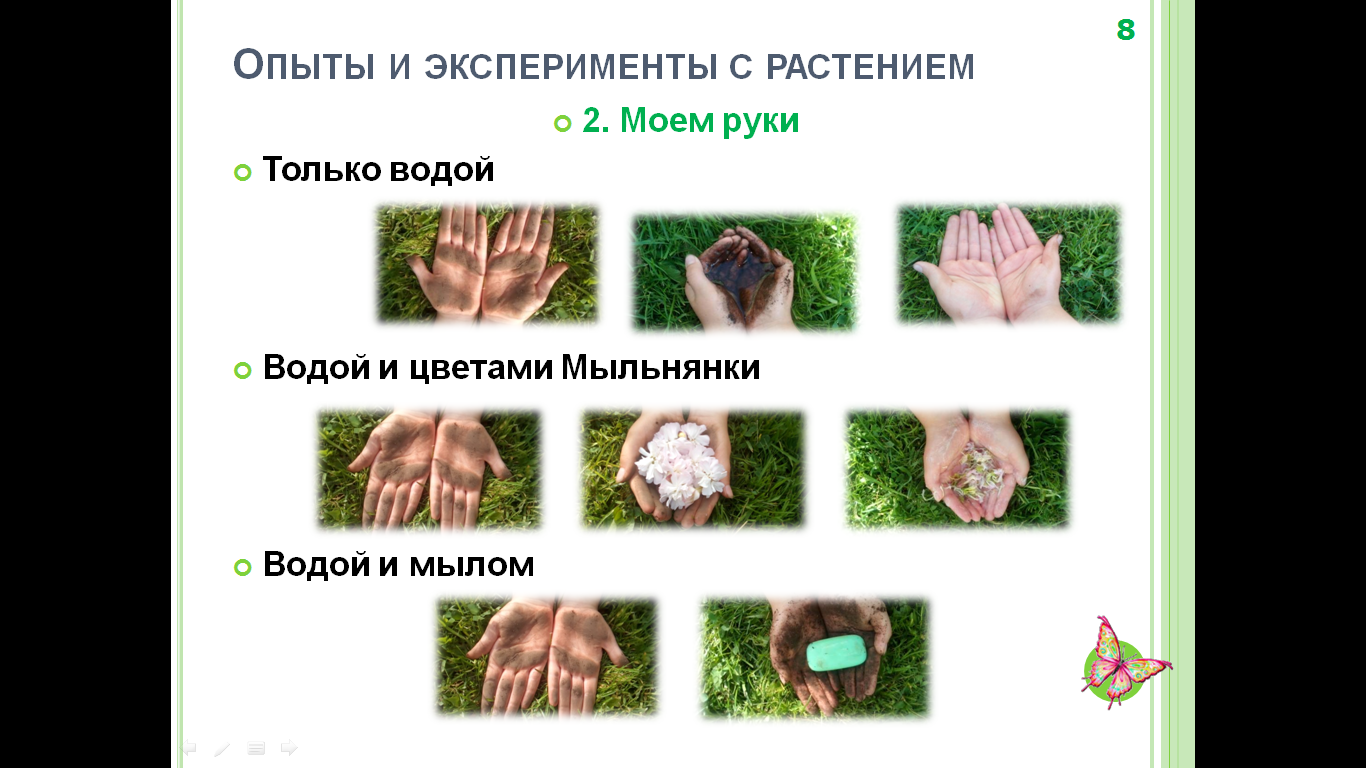 8
Опыты и эксперименты с растением
2. Моем руки
Только водой
Водой и цветами Мыльнянки
Водой и мылом